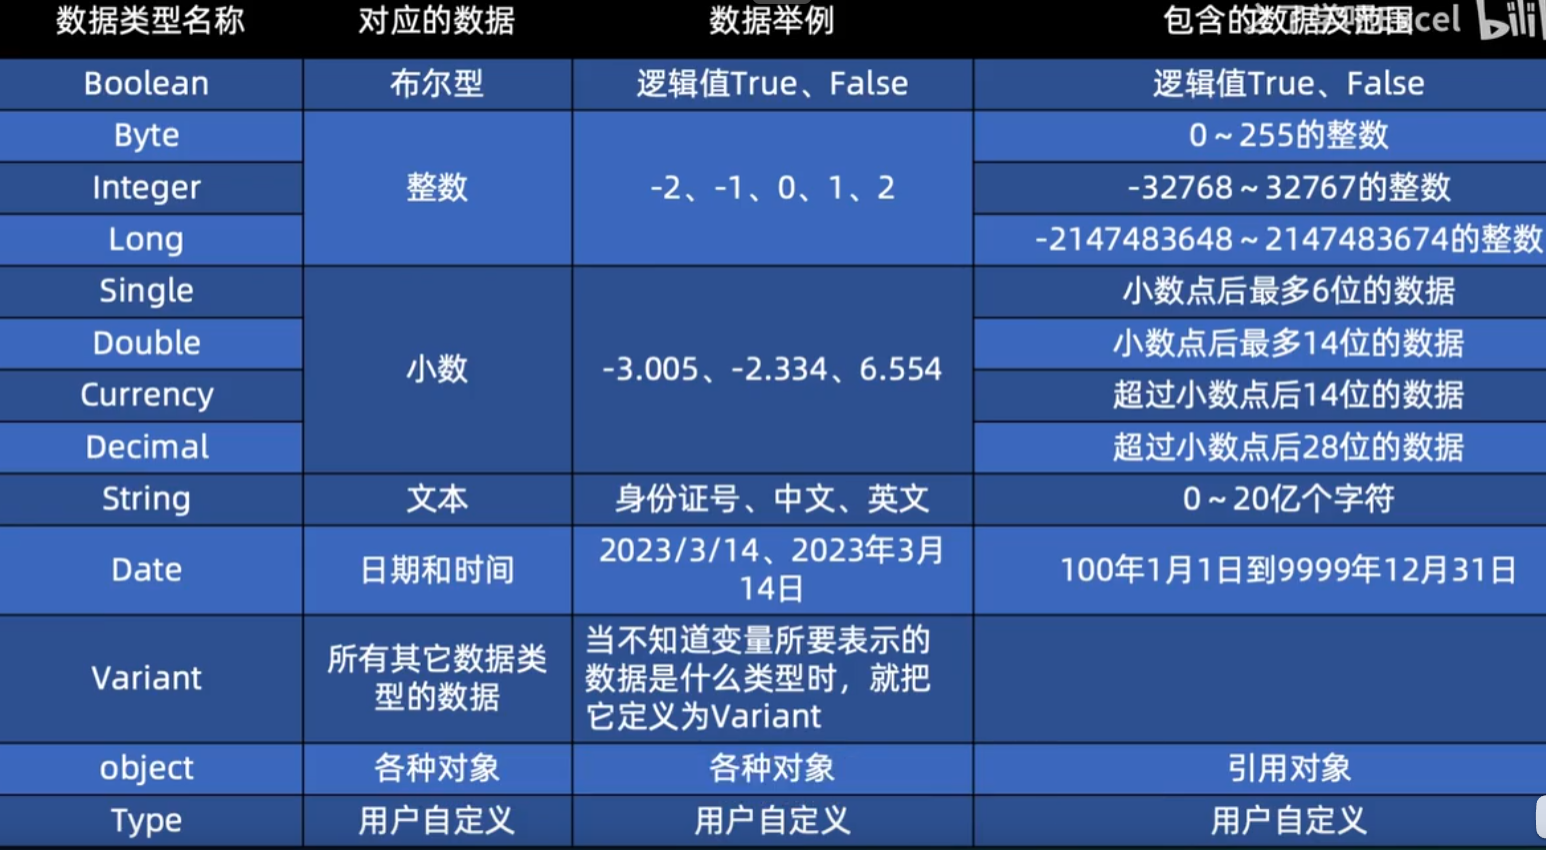 数据类型名称 对应的数据 数据举例 包含的数据及范围
Excel bili
Boolean 布尔型 逻辑值True、False 逻辑值True、False
Byte 0～255的整数
Integer 整数 -2、-1、0、1、2 -32768～32767的整数
Long -2147483648～2147483674的整数
Single 小数点后最多6位的数据
Double 小数点后最多14位的数据
小数 -3.005、-2.334、6.554
Currency 超过小数点后14位的数据
Decimal 超过小数点后28位的数据
String 文本 身份证号、中文、英文 0～20亿个字符
Date 日期和时间 2023/3/14、2023年3月
14日 100年1月1日到9999年12月31日
Variant 所有其它数据类
型的数据 当不知道变量所要表示的
数据是什么类型时，就把
它定义为Variant
object 各种对象 各种对象 引用对象
Type 用户自定义 用户自定义 用户自定义